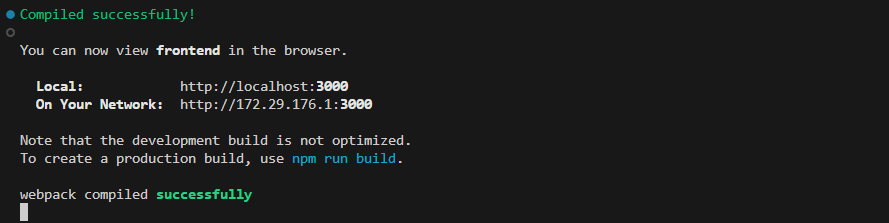 Compiled successfully!
You can now view frontend in the browser.
Local: http://localhost:3000
On Your Network: http://172.29.176.1:3000
Note that the development build is not optimized.
To create a production build, use npm run build.
webpack compiled successfully